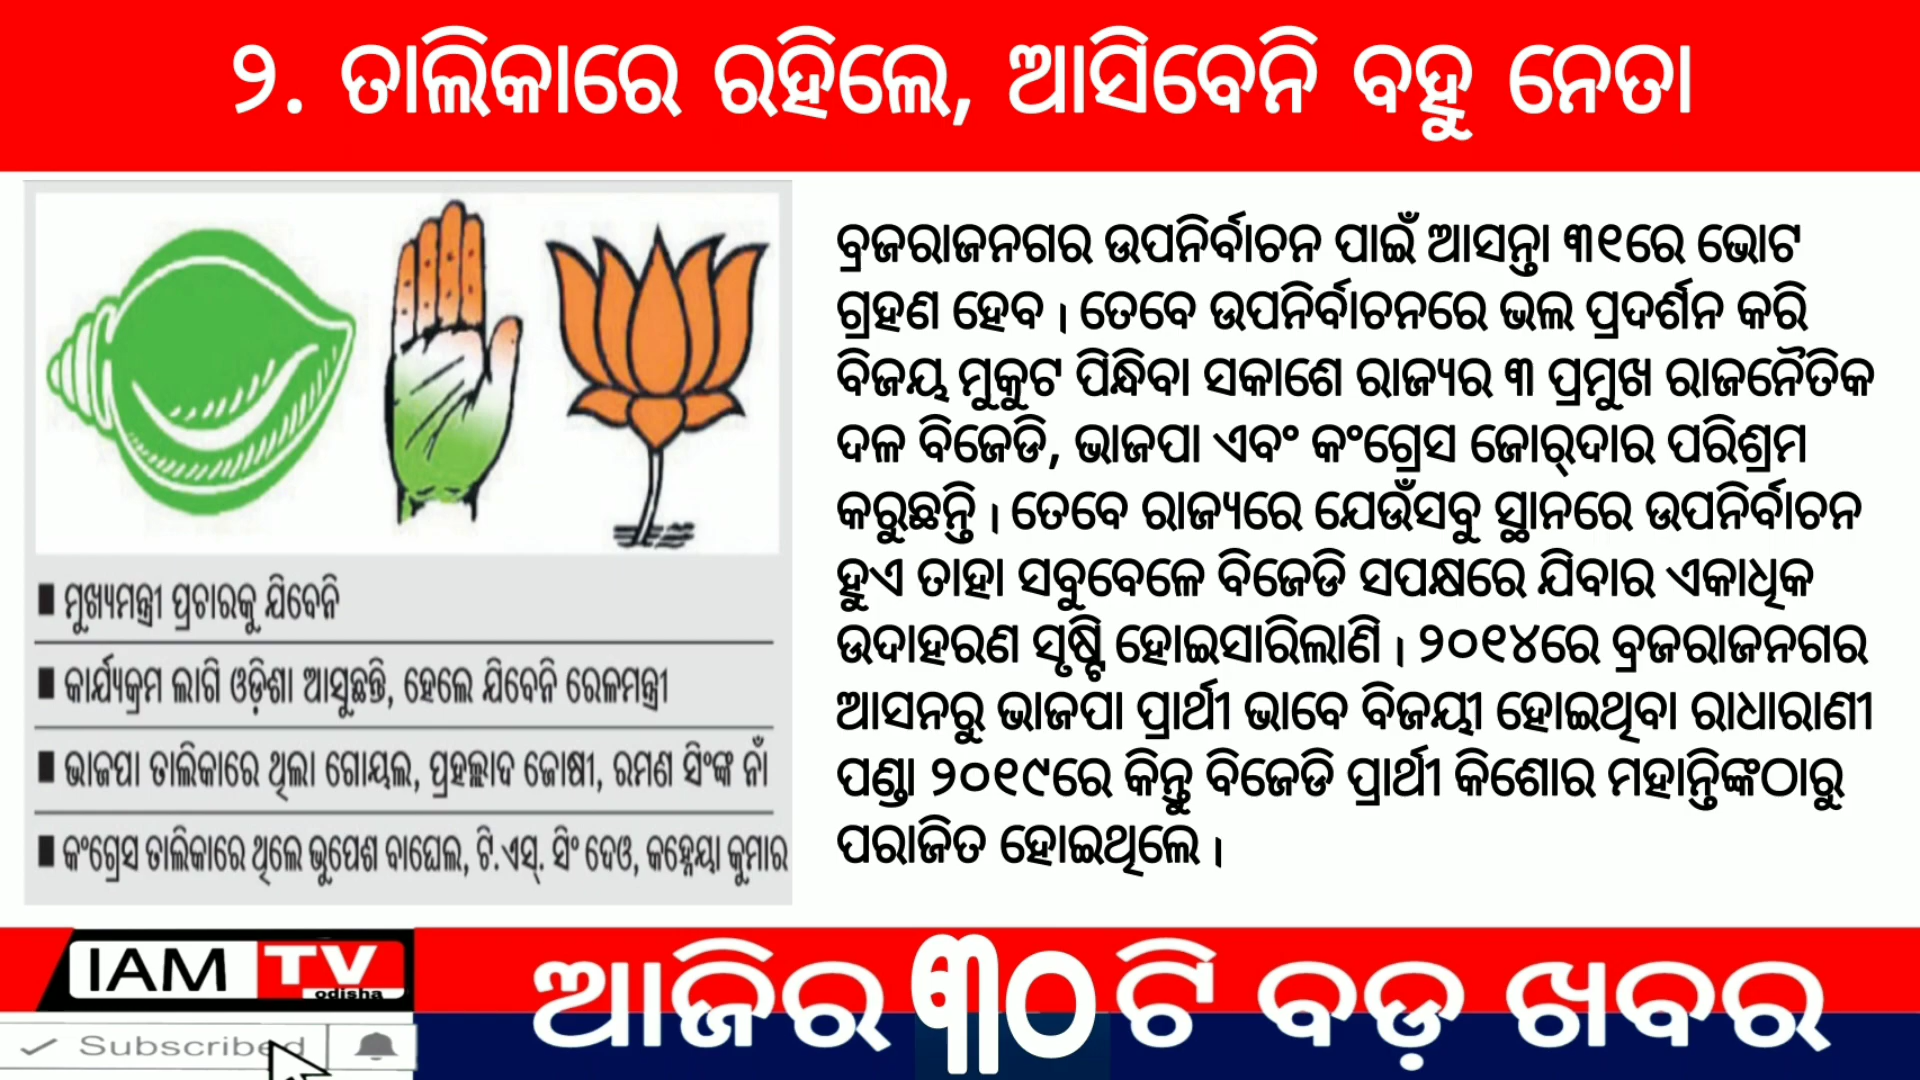 ୨. ତାଲିକାରେ ରହିଲେ, ଆସିବେନି ବହୁ ନେତା
■ ମୁଖ୍ୟମନ୍ତ୍ରୀ ପ୍ରଚାରକୁ ଯିବେନି
■ କାର୍ଯ୍ୟକ୍ରମ ଲାଗି ଓଡ଼ିଶା ଆସୁଛନ୍ତି, ହେଲେ ଯିବେନି ରେଳମନ୍ତ୍ରୀ
■ ଭାଜପା ତାଲିକାରେ ଥିଲା ଗୋୟଲ, ପ୍ରହଲ୍ଲାଦ ଜୋଷୀ, ରମଣ ସିଂଙ୍କ ନାଁ
■ କଂଗ୍ରେସ ତାଲିକାରେ ଥିଲେ ଭୁପେଶ ବାଘେଲ, ଟି.ଏସ୍. ସିଂ ଦେଓ, କହ୍ନେୟା କୁମାର
ବ୍ରଜରାଜନଗର ଉପନିର୍ବାଚନ ପାଇଁ ଆସନ୍ତା ୩୧ରେ ଭୋଟ
ଗ୍ରହଣ ହେବ । ତେବେ ଉପନିର୍ବାଚନରେ ଭଲ ପ୍ରଦର୍ଶନ କରି
ବିଜୟ ମୁକୁଟ ପିନ୍ଧିବା ସକାଶେ ରାଜ୍ୟର ୩ ପ୍ରମୁଖ ରାଜନୈତିକ
ଦଳ ବିଜେଡି, ଭାଜପା ଏବଂ କଂଗ୍ରେସ ଜୋର୍‌ଦାର ପରିଶ୍ରମ
କରୁଛନ୍ତି । ତେବେ ରାଜ୍ୟରେ ଯେଉଁସବୁ ସ୍ଥାନରେ ଉପନିର୍ବାଚନ
ହୁଏ ତାହା ସବୁବେଳେ ବିଜେଡି ସପକ୍ଷରେ ଯିବାର ଏକାଧିକ
ଉଦାହରଣ ସୃଷ୍ଟି ହୋଇସାରିଲାଣି । ୨୦୧୪ରେ ବ୍ରଜରାଜନଗର
ଆସନରୁ ଭାଜପା ପ୍ରାର୍ଥୀ ଭାବେ ବିଜୟୀ ହୋଇଥିବା ରାଧାରାଣୀ
ପଣ୍ଡା ୨୦୧୯ରେ କିନ୍ତୁ ବିଜେଡି ପ୍ରାର୍ଥୀ କିଶୋର ମହାନ୍ତିଙ୍କଠାରୁ
ପରାଜିତ ହୋଇଥିଲେ ।
IAM TV
odisha
Subscribed
ଆଜିର ୩୦ଟି ବଡ଼ ଖବର